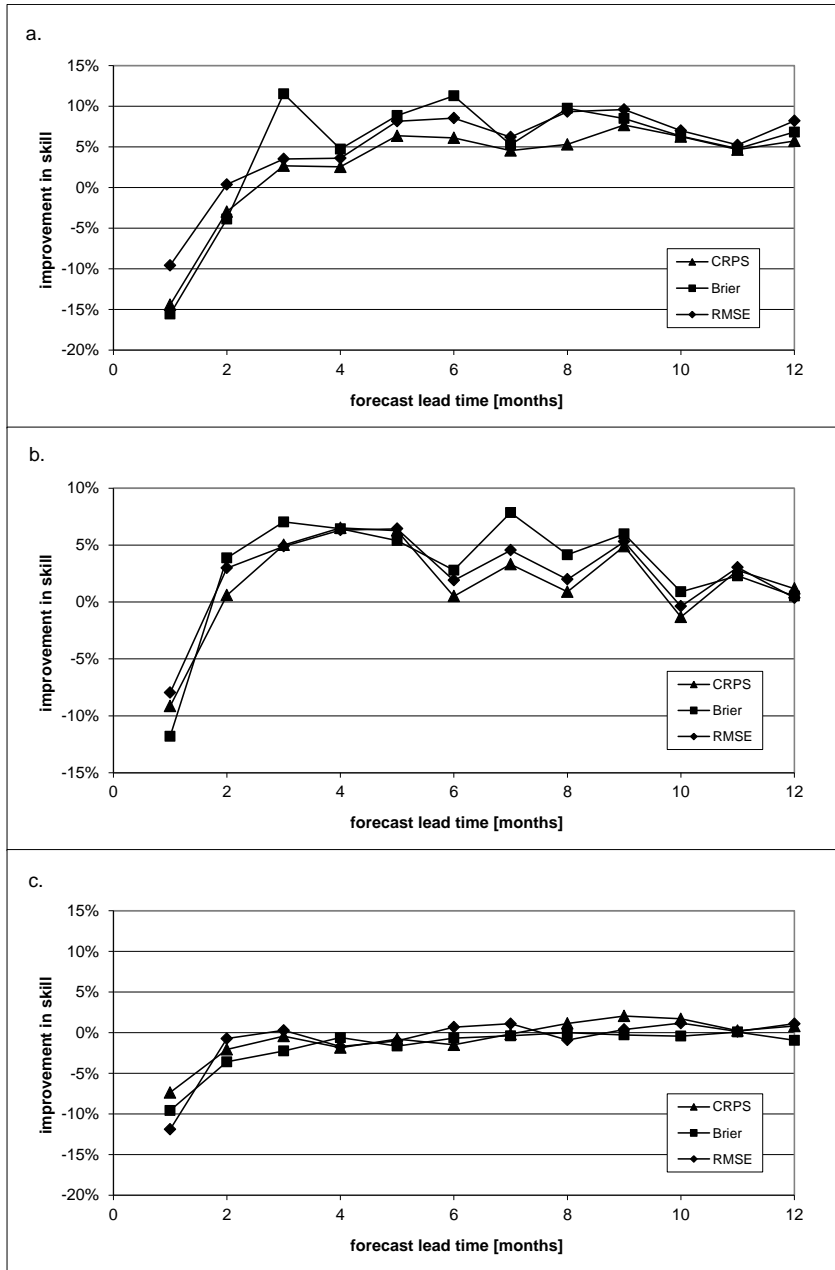 a.
15%
10%
5%
0%
-5%
-10%
-15%
-20%
improvement in skill
0 2 4 6 8 10 12
forecast lead time [months]
CRPS
Brier
RMSE
b.
10%
5%
0%
-5%
-10%
-15%
improvement in skill
0 2 4 6 8 10 12
forecast lead time [months]
CRPS
Brier
RMSE
c.
15%
10%
5%
0%
-5%
-10%
-15%
-20%
improvement in skill
0 2 4 6 8 10 12
forecast lead time [months]
CRPS
Brier
RMSE